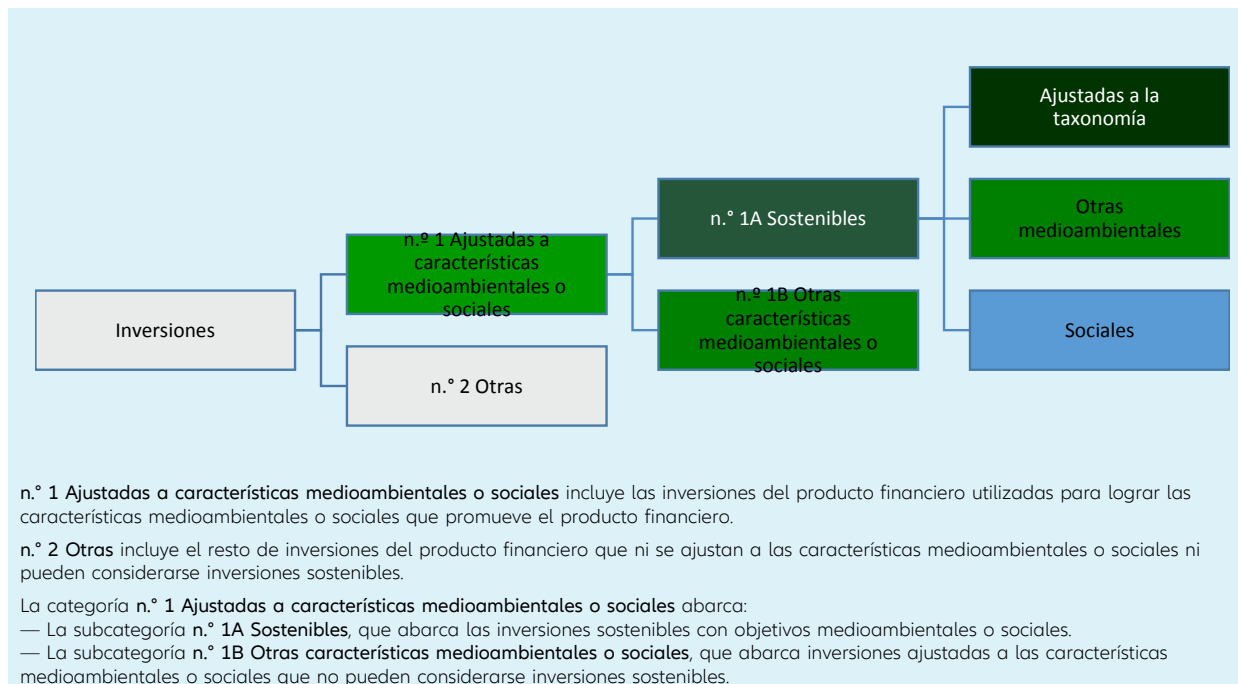 Ajustadas a la
taxonomía
n.° 1A Sostenibles
Otras
medioambientales
n.º 1 Ajustadas a
características
medioambientales o
sociales
n.º 1B Otras
características
medioambientales o
sociales
Inversiones
Sociales
n.° 2 Otras
n.° 1 Ajustadas a características medioambientales o sociales incluye las inversiones del producto financiero utilizadas para lograr las
características medioambientales o sociales que promueve el producto financiero.
n.° 2 Otras incluye el resto de inversiones del producto financiero que ni se ajustan a las características medioambientales o sociales ni
pueden considerarse inversiones sostenibles.
La categoría n.° 1 Ajustadas a características medioambientales o sociales abarca:
— La subcategoría n.° 1A Sostenibles, que abarca las inversiones sostenibles con objetivos medioambientales o sociales.
— La subcategoría n.° 1B Otras características medioambientales o sociales, que abarca inversiones ajustadas a las características
medioambientales o sociales que no pueden considerarse inversiones sostenibles.